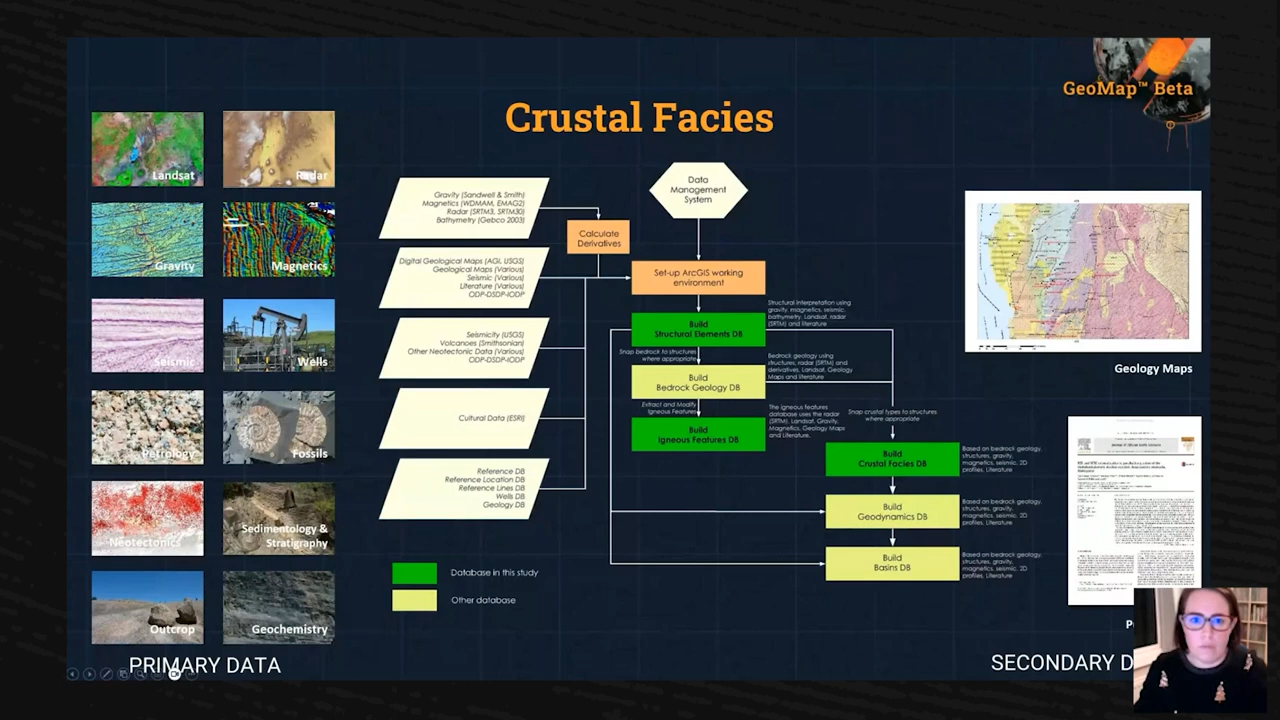 GeoMap™ Beta
Crustal Facies
Landsat
Radar
Gravity
Magnetics
Seismic
Wells
Petrology
Fossils
Neotectonics
Sedimentology &
Stratigraphy
Outcrop
Geochemistry
PRIMARY DATA
Gravity (Sandwell & Smith)
Magnetics (WDMAM, EMAG2)
Radar (SRTM3, SRTM30)
Bathymetry (Gebco 2003)
Digital Geological Maps (AGI, USGS)
Geological Maps (Various)
Seismic (Various)
Literature (Various)
ODP-DSDP-IODP
Seismicity (USGS)
Volcanoes (Smithsonian)
Other Neotectonic Data (Various)
ODP-DSDP-IODP
Cultural Data (ESRI)
Reference DB
Reference Location DB
Reference Lines DB
Wells DB
Geology DB
Database in this study
Other database
Calculate
Derivatives
Data
Management
System
Set-up ArcGIS working
environment
Build
Structural Elements DB
Structural interpretation using
gravity, magnetics, seismic,
bathymetry, Landsat, radar
(SRTM) and literature
Snap bedrock to structures
where appropriate
Build
Bedrock Geology DB
Bedrock geology using
structures, radar (SRTM) and
derivatives, Landsat, Geology
Maps and literature
Extract and Modify
Igneous Features
Build
Igneous Features DB
The igneous features
database uses the radar
(SRTM), Landsat, Gravity,
Magnetics, Geology Maps
and Literature.
Snap crustal types to structures
where appropriate
Build
Crustal Facies DB
Based on bedrock geology,
structures, gravity,
magnetics, seismic, 2D
profiles, Literature
Build
Geodynamics DB
Based on bedrock geology,
structures, gravity,
magnetics, seismic, 2D
profiles, Literature
Build
Basins DB
Based on bedrock geology,
structures, gravity,
magnetics, seismic, 2D
profiles, Literature
Geology Maps
SECONDARY D